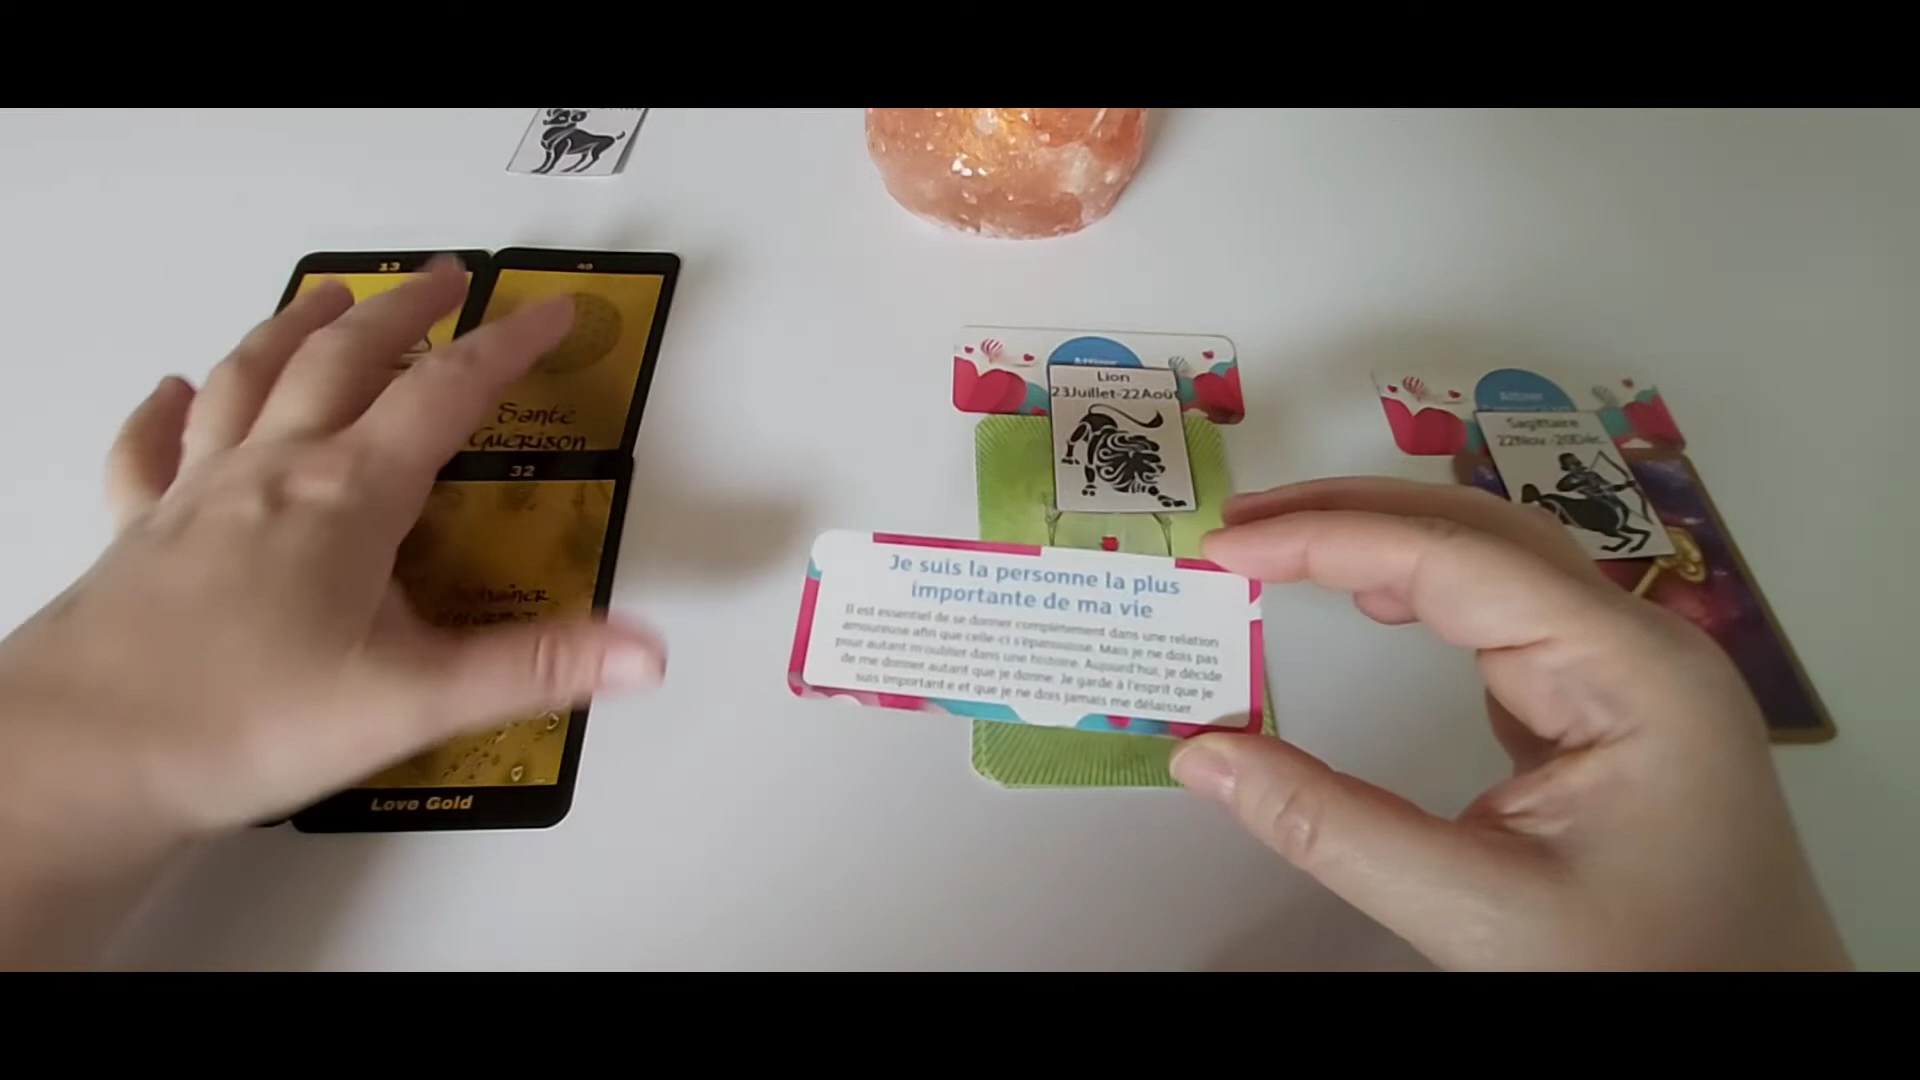 13
40
Santé
Guérison
32
Love Gold
Attirer
Lion
23Juillet-22Août
Attirer
Sagittaire
22Nov.-20Déc.
Je suis la personne la plus
importante de ma vie
Il est essentiel de se donner complètement dans une relation
amoureuse afin que celle-ci s'épanouisse. Mais je ne dois pas
pour autant m'oublier dans une histoire. Aujourd'hui, je décide
de me donner autant que je donne. Je garde à l'esprit que je
suis important·e et que je ne dois jamais me délaisser.